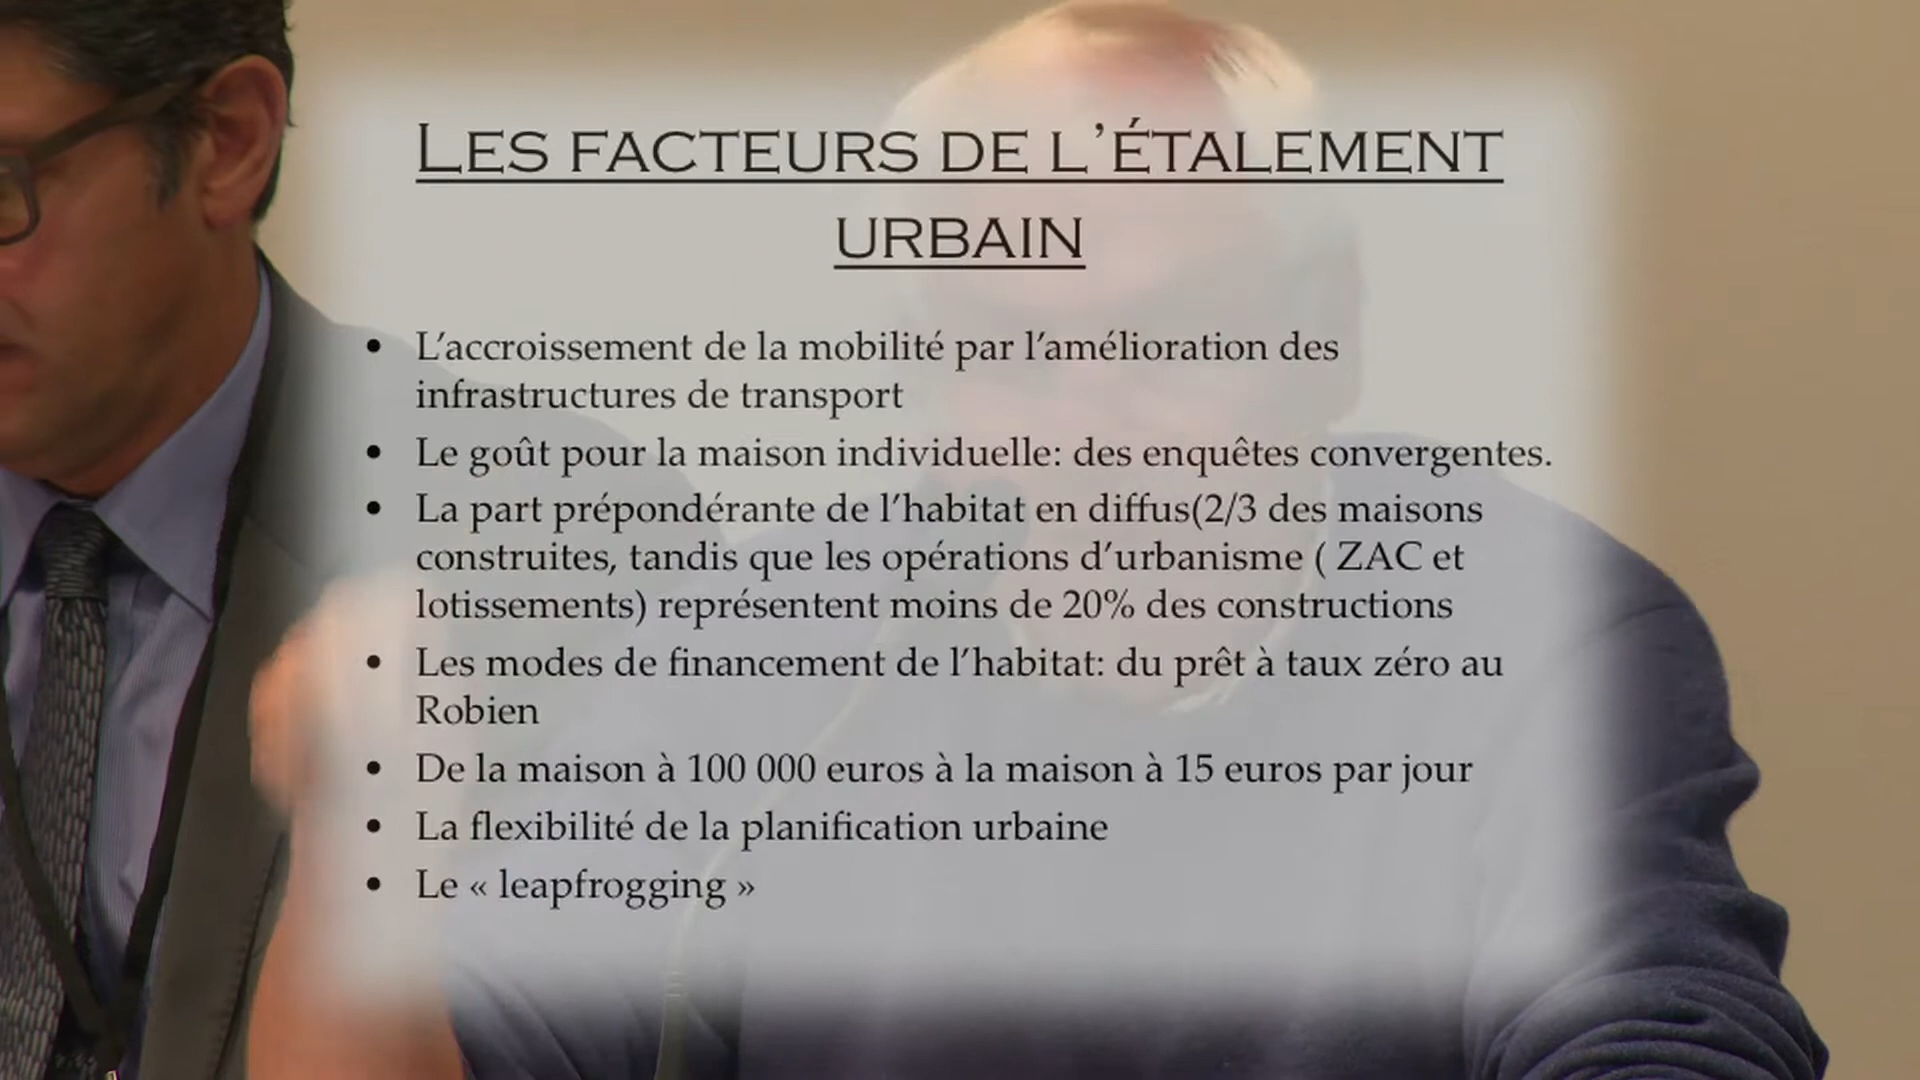 LES FACTEURS DE L'ÉTALEMENT
URBAIN
• L'accroissement de la mobilité par l'amélioration des
infrastructures de transport
• Le goût pour la maison individuelle: des enquêtes convergentes.
• La part prépondérante de l'habitat en diffus(2/3 des maisons
construites, tandis que les opérations d'urbanisme ( ZAC et
lotissements) représentent moins de 20% des constructions
• Les modes de financement de l'habitat: du prêt à taux zéro au
Robien
• De la maison à 100 000 euros à la maison à 15 euros par jour
• La flexibilité de la planification urbaine
• Le « leapfrogging »